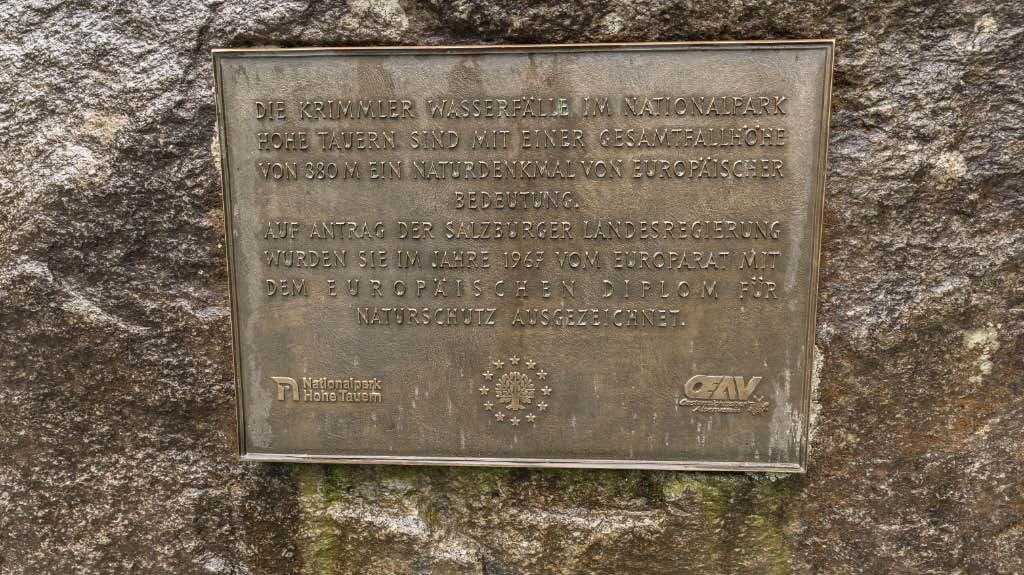 DIE KRIMMLER WASSERFÄLLE IM NATIONALPARK
HOHE TAUERN SIND MIT EINER GESAMTFALLHÖHE
VON 380 M EIN NATURDENKMAL VON EUROPÄISCHER
BEDEUTUNG.
AUF ANTRAG DER SALZBURGER LANDESREGIERUNG
WURDEN SIE IM JAHRE 1967 VOM EUROPARAT MIT
DEM EUROPÄISCHEN DIPLOM FÜR
NATURSCHUTZ AUSGEZEICHNET.
Nationalpark
Hohe Tauern
OEAV